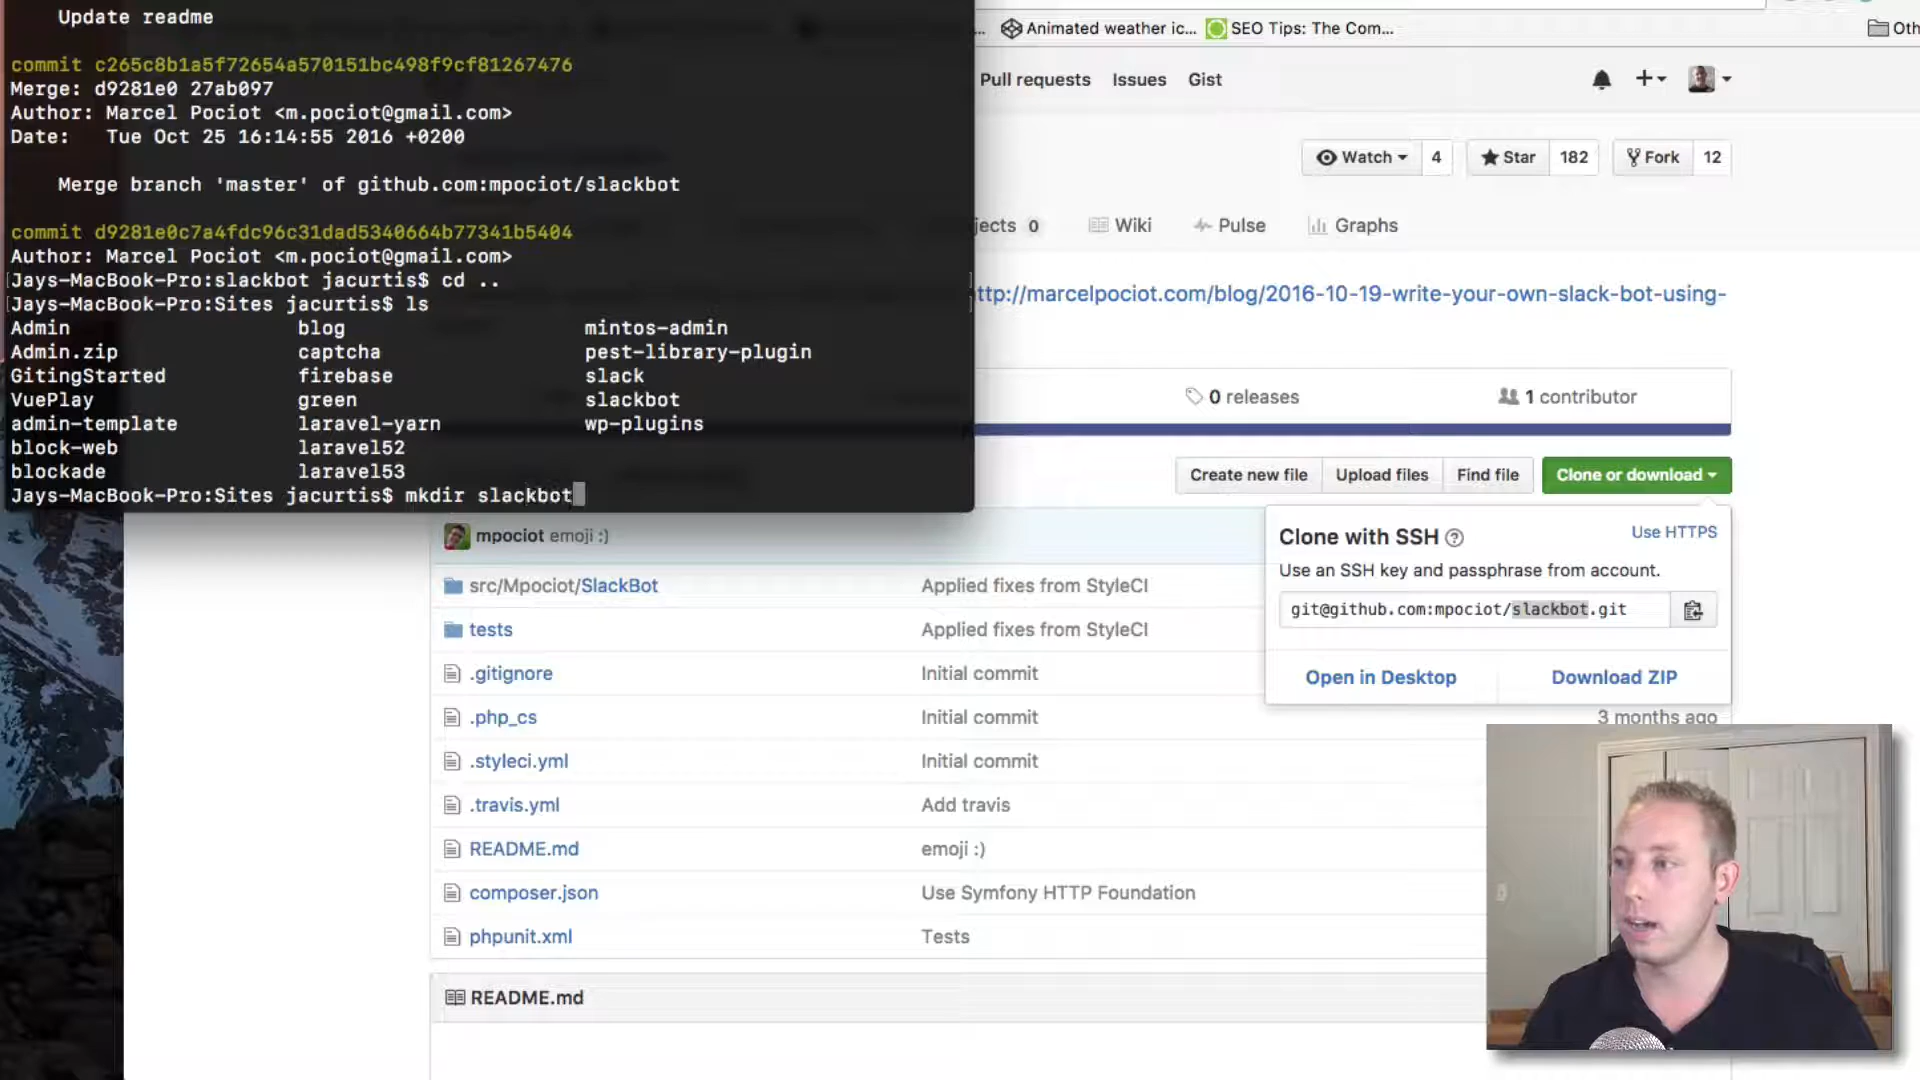 Update readme
commit c265c8b1a5f72654a570151bc498f9cf81267476
Merge: d9281e0 27ab097
Author: Marcel Pociot <m.pociot@gmail.com>
Date:   Tue Oct 25 16:14:55 2016 +0200
Merge branch 'master' of github.com:mpociot/slackbot
commit d9281e0c7a4fdc96c31dad5340664b77341b5404
Author: Marcel Pociot <m.pociot@gmail.com>
[Jays-MacBook-Pro:slackbot jacurtis$ cd ..
[Jays-MacBook-Pro:Sites jacurtis$ ls
Admin blog mintos-admin
Admin.zip captcha pest-library-plugin
GitingStarted firebase slack
VuePlay green slackbot
admin-template laravel-yarn wp-plugins
block-web laravel52
blockade laravel53
Jays-MacBook-Pro:Sites jacurtis$ mkdir slackbot
... Animated weather ic... SEO Tips: The Com... Oth
Pull requests Issues Gist
Watch 4 Star 182 Fork 12
jects 0 Wiki Pulse Graphs
ttp://marcelpociot.com/blog/2016-10-19-write-your-own-slack-bot-using-
0 releases 1 contributor
Create new file Upload files Find file Clone or download
Clone with SSH Use HTTPS
Use an SSH key and passphrase from account.
git@github.com:mpociot/slackbot.git
Open in Desktop Download ZIP
mpociot emoji :)
src/Mpociot/SlackBot Applied fixes from StyleCI
tests Applied fixes from StyleCI
.gitignore Initial commit
.php_cs Initial commit 3 months ago
.styleci.yml Initial commit
.travis.yml Add travis
README.md emoji :)
composer.json Use Symfony HTTP Foundation
phpunit.xml Tests
README.md